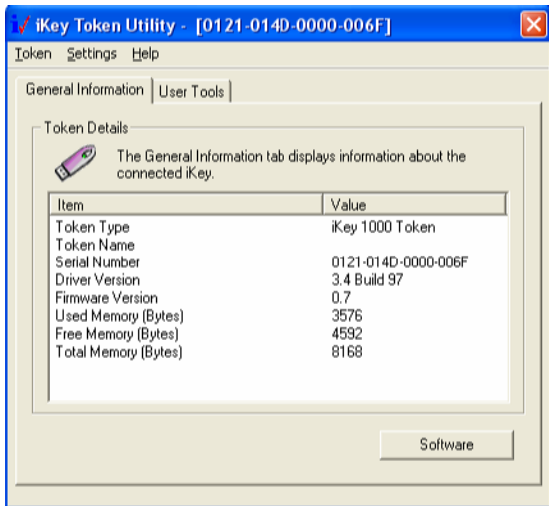 iKey Token Utility - [0121-014D-0000-006F]
Token Settings Help
General Information User Tools
Token Details
The General Information tab displays information about the
connected iKey.
Item Value
Token Type iKey 1000 Token
Token Name
Serial Number 0121-014D-0000-006F
Driver Version 3.4 Build 97
Firmware Version 0.7
Used Memory (Bytes) 3576
Free Memory (Bytes) 4592
Total Memory (Bytes) 8168
Software